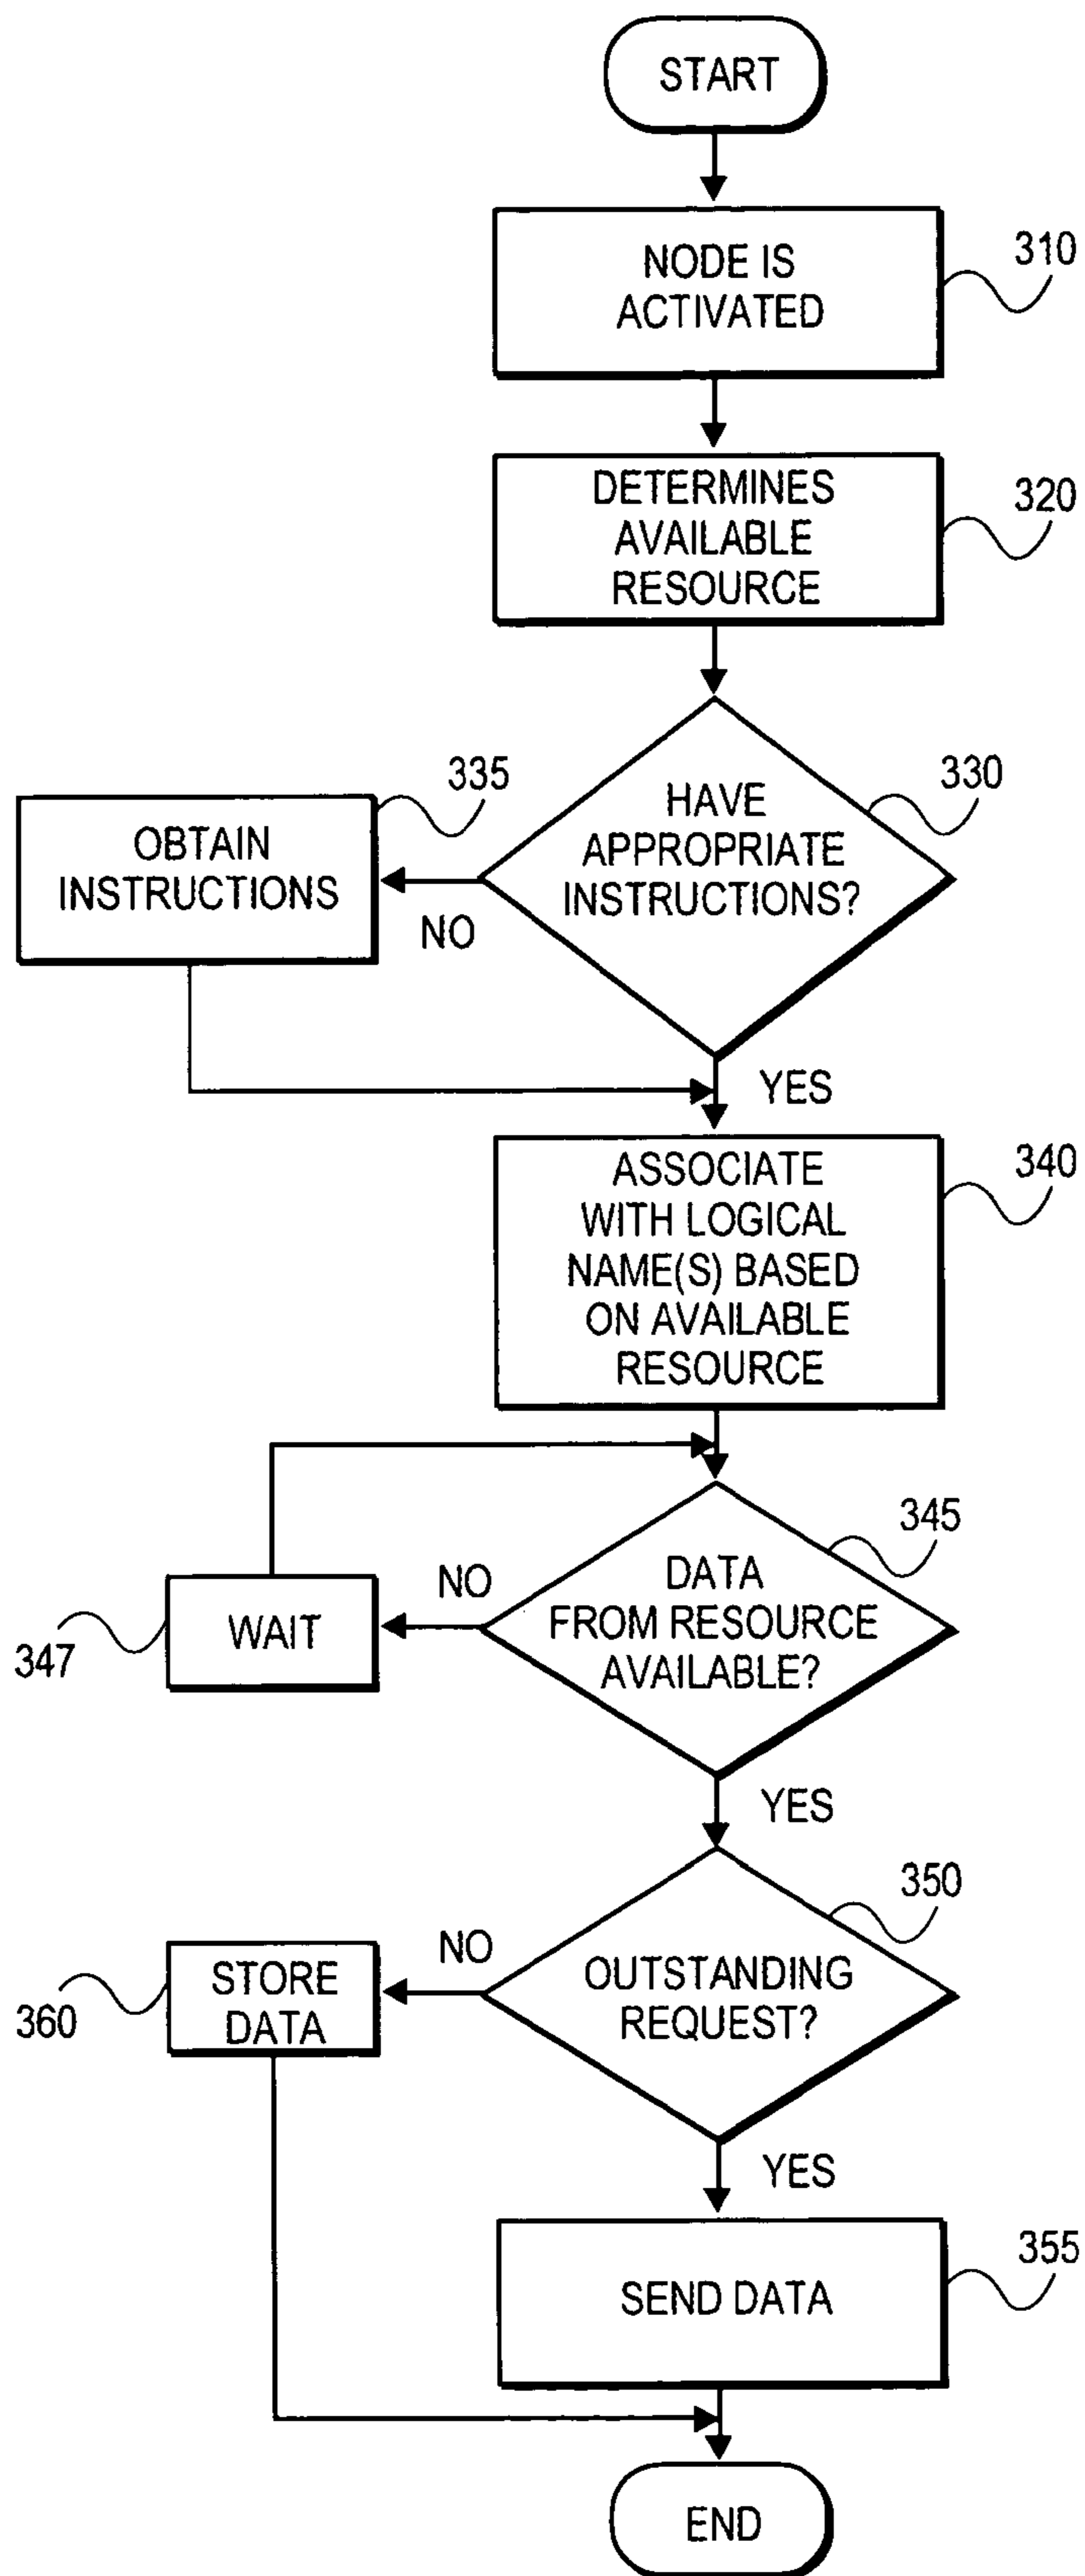 START
NODE IS
ACTIVATED
310
DETERMINES
AVAILABLE
RESOURCE
320
HAVE
APPROPRIATE
INSTRUCTIONS?
330
335
OBTAIN
INSTRUCTIONS
NO
YES
ASSOCIATE
WITH LOGICAL
NAME(S) BASED
ON AVAILABLE
RESOURCE
340
DATA
FROM RESOURCE
AVAILABLE?
345
NO
WAIT
347
YES
OUTSTANDING
REQUEST?
350
NO
STORE
DATA
360
YES
SEND DATA
355
END